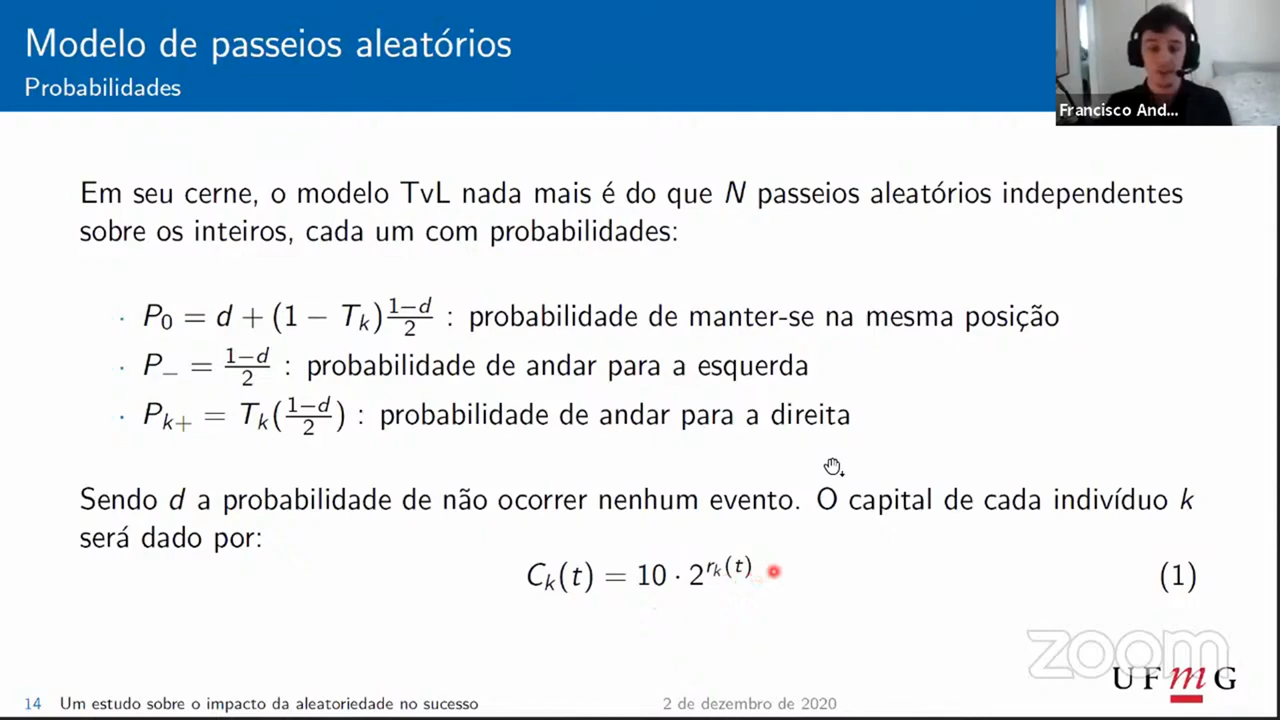 Modelo de passeios aleatórios
Probabilidades
Francisco And...
Em seu cerne, o modelo TvL nada mais é do que N passeios aleatórios independentes
sobre os inteiros, cada um com probabilidades:
· P₀ = d + (1 − Tₖ) (1−d)/2 : probabilidade de manter-se na mesma posição
· P₋ = (1−d)/2 : probabilidade de andar para a esquerda
· Pₖ₊ = Tₖ((1−d)/2) : probabilidade de andar para a direita
Sendo d a probabilidade de não ocorrer nenhum evento. O capital de cada indivíduo k
será dado por:
Cₖ(t) = 10 · 2^{rₖ(t)} (1)
zoom
UFmG
14 Um estudo sobre o impacto da aleatoriedade no sucesso 2 de dezembro de 2020